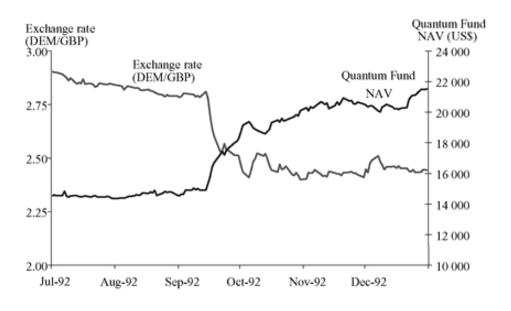 Exchange rate
(DEM/GBP)
Quantum Fund
NAV (US$)
3.00
2.75
2.50
2.25
2.00
Exchange rate
(DEM/GBP)
Quantum Fund
NAV
24 000
22 000
20 000
18 000
16 000
14 000
12 000
10 000
Jul-92 Aug-92 Sep-92 Oct-92 Nov-92 Dec-92